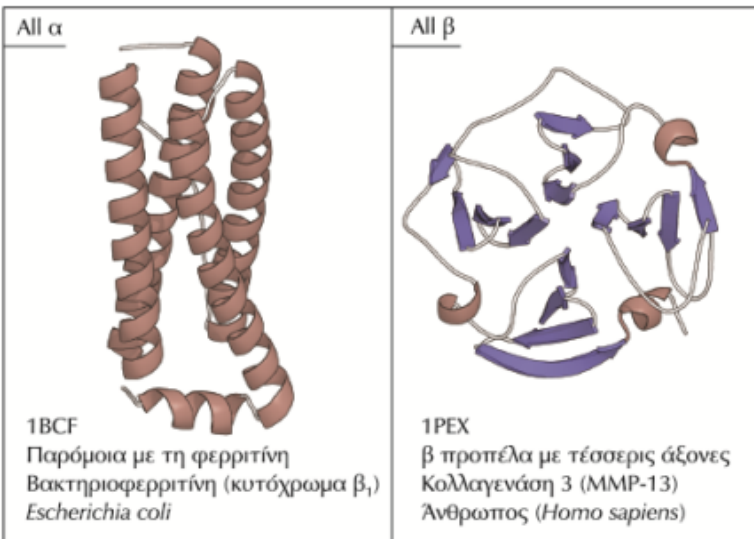 All α
All β
1BCF
Παρόμοια με τη φερριτίνη
Βακτηριοφερριτίνη (κυτόχρωμα β₁)
Escherichia coli
1PEX
β προπέλα με τέσσερις άξονες
Κολλαγενάση 3 (MMP-13)
Άνθρωπος (Homo sapiens)